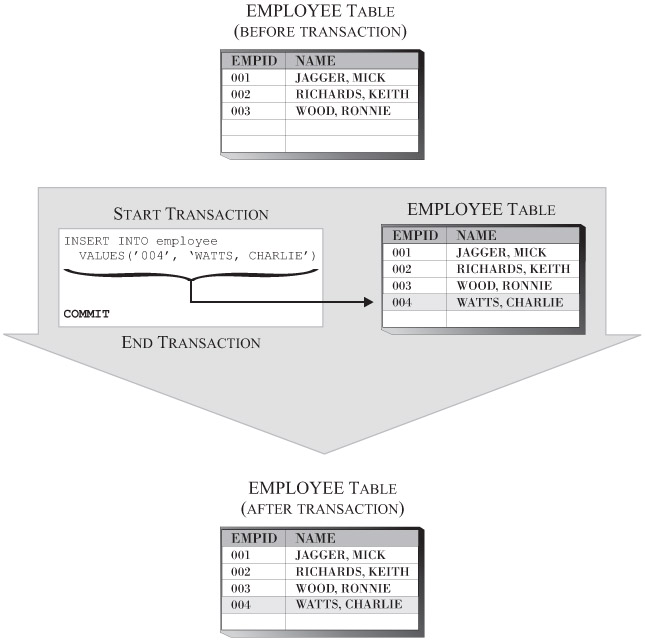 EMPLOYEE TABLE
(BEFORE TRANSACTION)
EMPID NAME
001 JAGGER, MICK
002 RICHARDS, KEITH
003 WOOD, RONNIE
START TRANSACTION
INSERT INTO employee
VALUES('004', ‘WATTS, CHARLIE')
COMMIT
END TRANSACTION
EMPLOYEE TABLE
EMPID NAME
001 JAGGER, MICK
002 RICHARDS, KEITH
003 WOOD, RONNIE
004 WATTS, CHARLIE
EMPLOYEE TABLE
(AFTER TRANSACTION)
EMPID NAME
001 JAGGER, MICK
002 RICHARDS, KEITH
003 WOOD, RONNIE
004 WATTS, CHARLIE